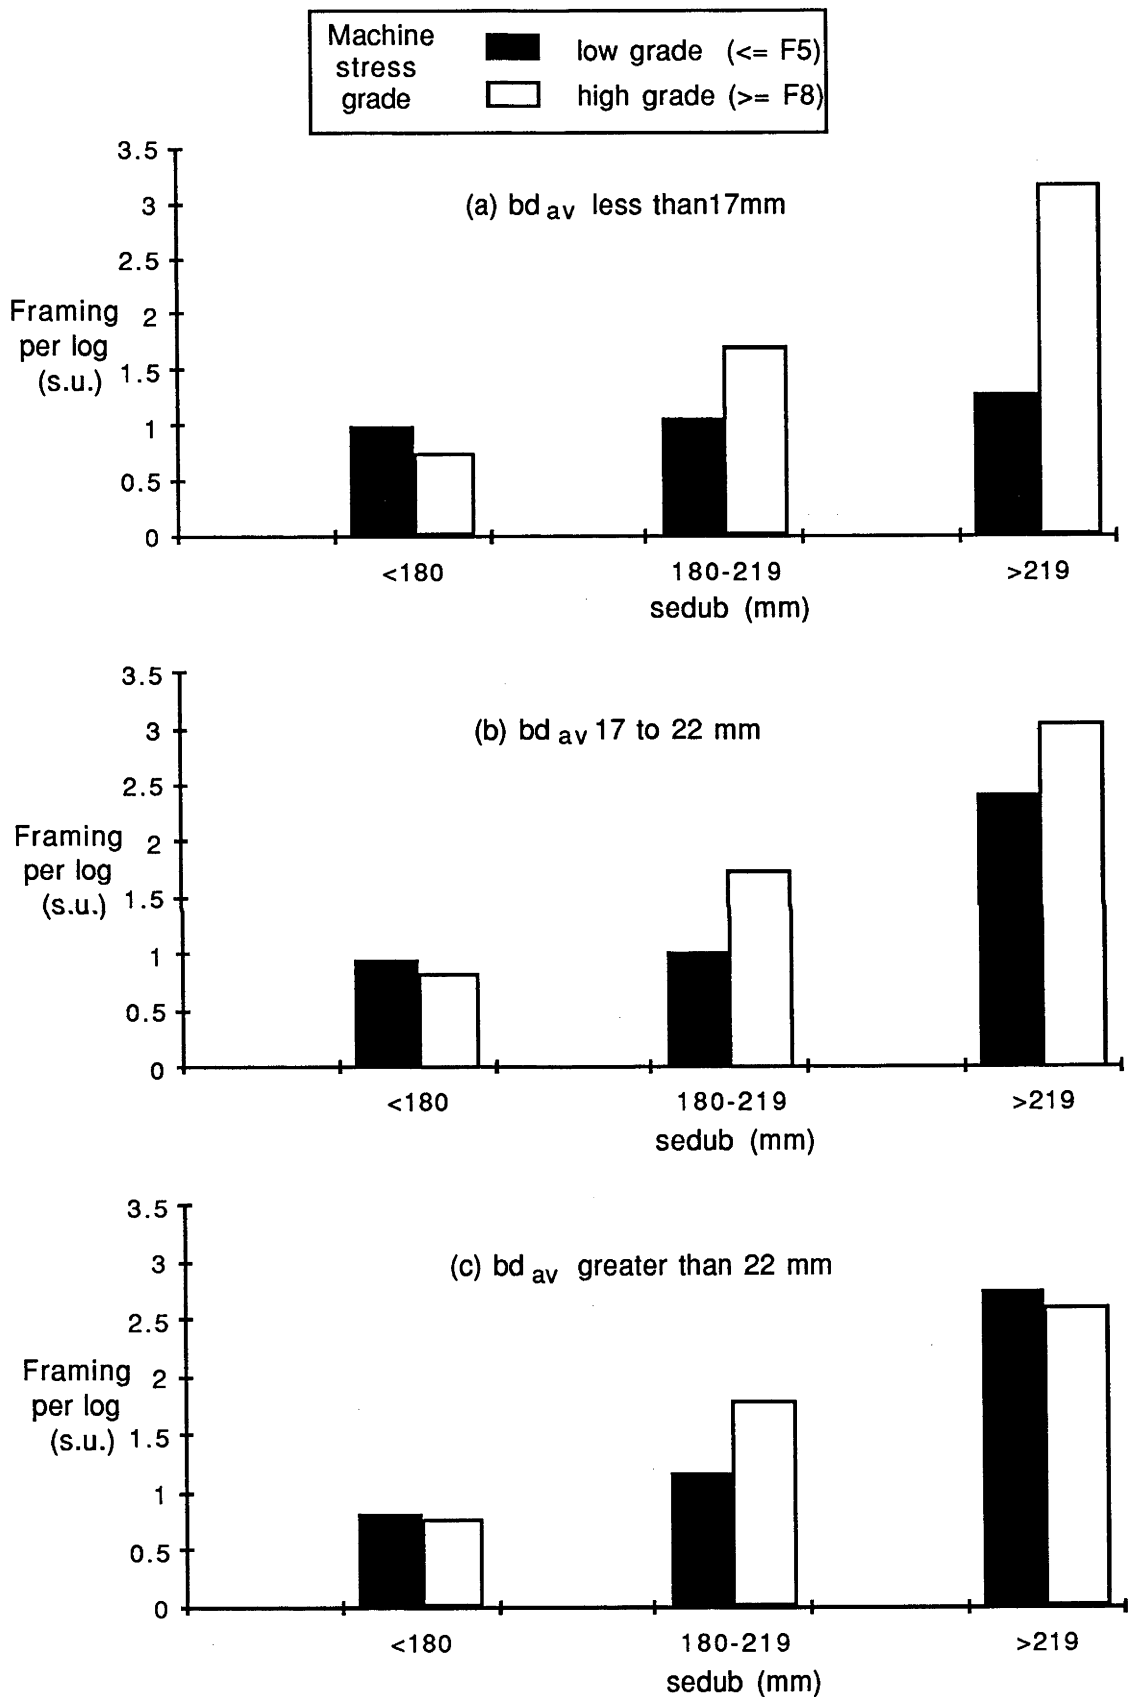 Machine
stress
grade
low grade (<= F5)
high grade (>= F8)
3.5
3
2.5
2
1.5
1
0.5
0
Framing
per log
(s.u.)
(a) bd av less than17mm
<180
180-219
>219
sedub (mm)
3.5
3
2.5
2
1.5
1
0.5
0
Framing
per log
(s.u.)
(b) bd av 17 to 22 mm
<180
180-219
>219
sedub (mm)
3.5
3
2.5
2
1.5
1
0.5
0
Framing
per log
(s.u.)
(c) bd av greater than 22 mm
<180
180-219
>219
sedub (mm)